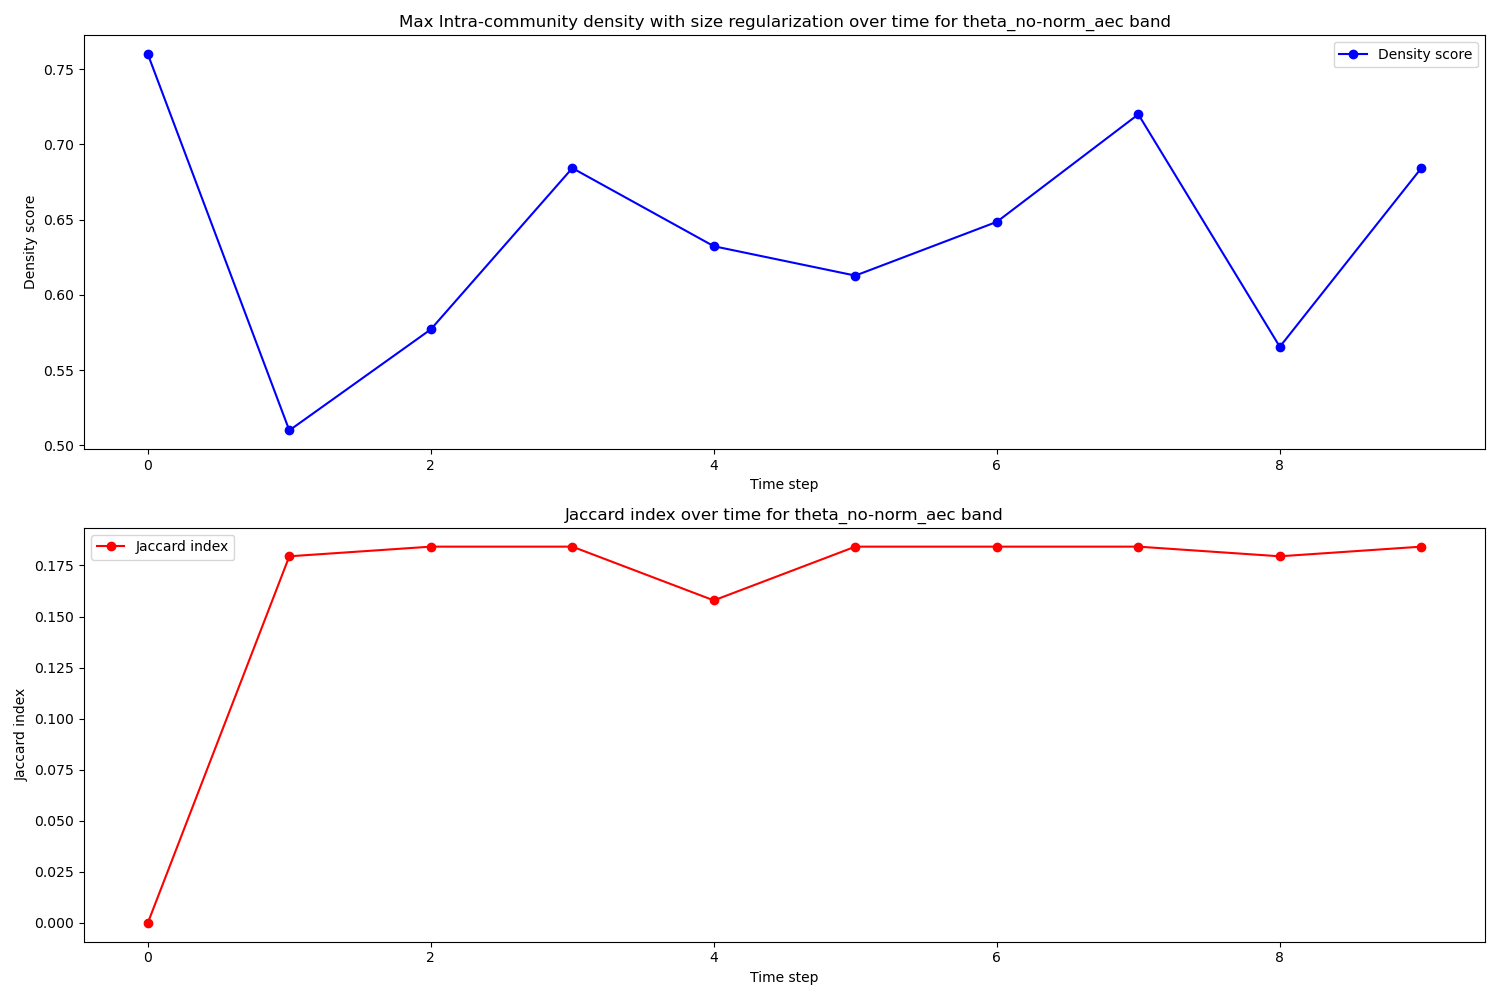 Max Intra-community density with size regularization over time for theta_no-norm_aec band
Density score
0.75
0.70
0.65
0.60
0.55
0.50
Density score
0 2 4 6 8
Time step
Jaccard index over time for theta_no-norm_aec band
Jaccard index
0.175
0.150
0.125
0.100
0.075
0.050
0.025
0.000
Jaccard index
0 2 4 6 8
Time step